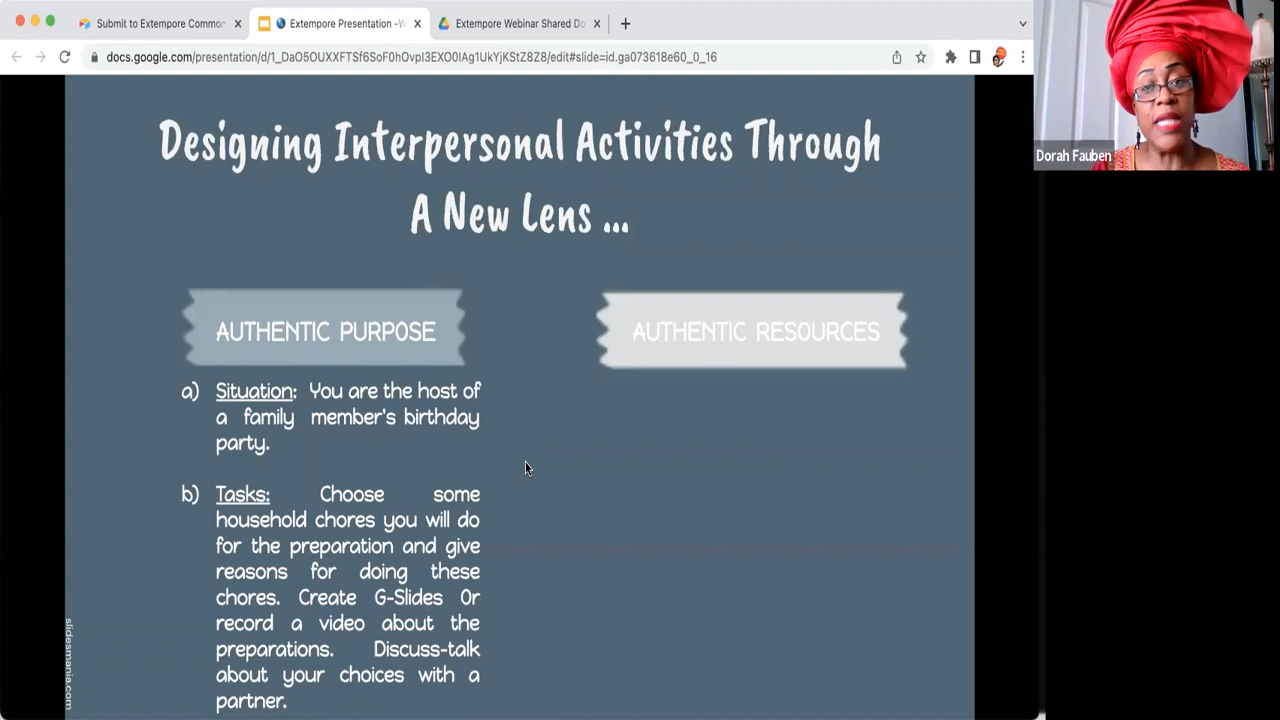 Submit to Extempore Common
Extempore Presentation - W
Extempore Webinar Shared Do
docs.google.com/presentation/d/1_DaO5OUXXFTSf6SoF0hOvpI3EXO0IAg1UkYjKStZ8Z8/edit#slide=id.ga073618e60_0_16
Dorah Fauben
Designing Interpersonal Activities Through
A New Lens ...
AUTHENTIC PURPOSE
AUTHENTIC RESOURCES
a) Situation: You are the host of
a family member's birthday
party.
b) Tasks: Choose some
household chores you will do
for the preparation and give
reasons for doing these
chores. Create G-Slides Or
record a video about the
preparations. Discuss-talk
about your choices with a
partner.
slidesmania.com